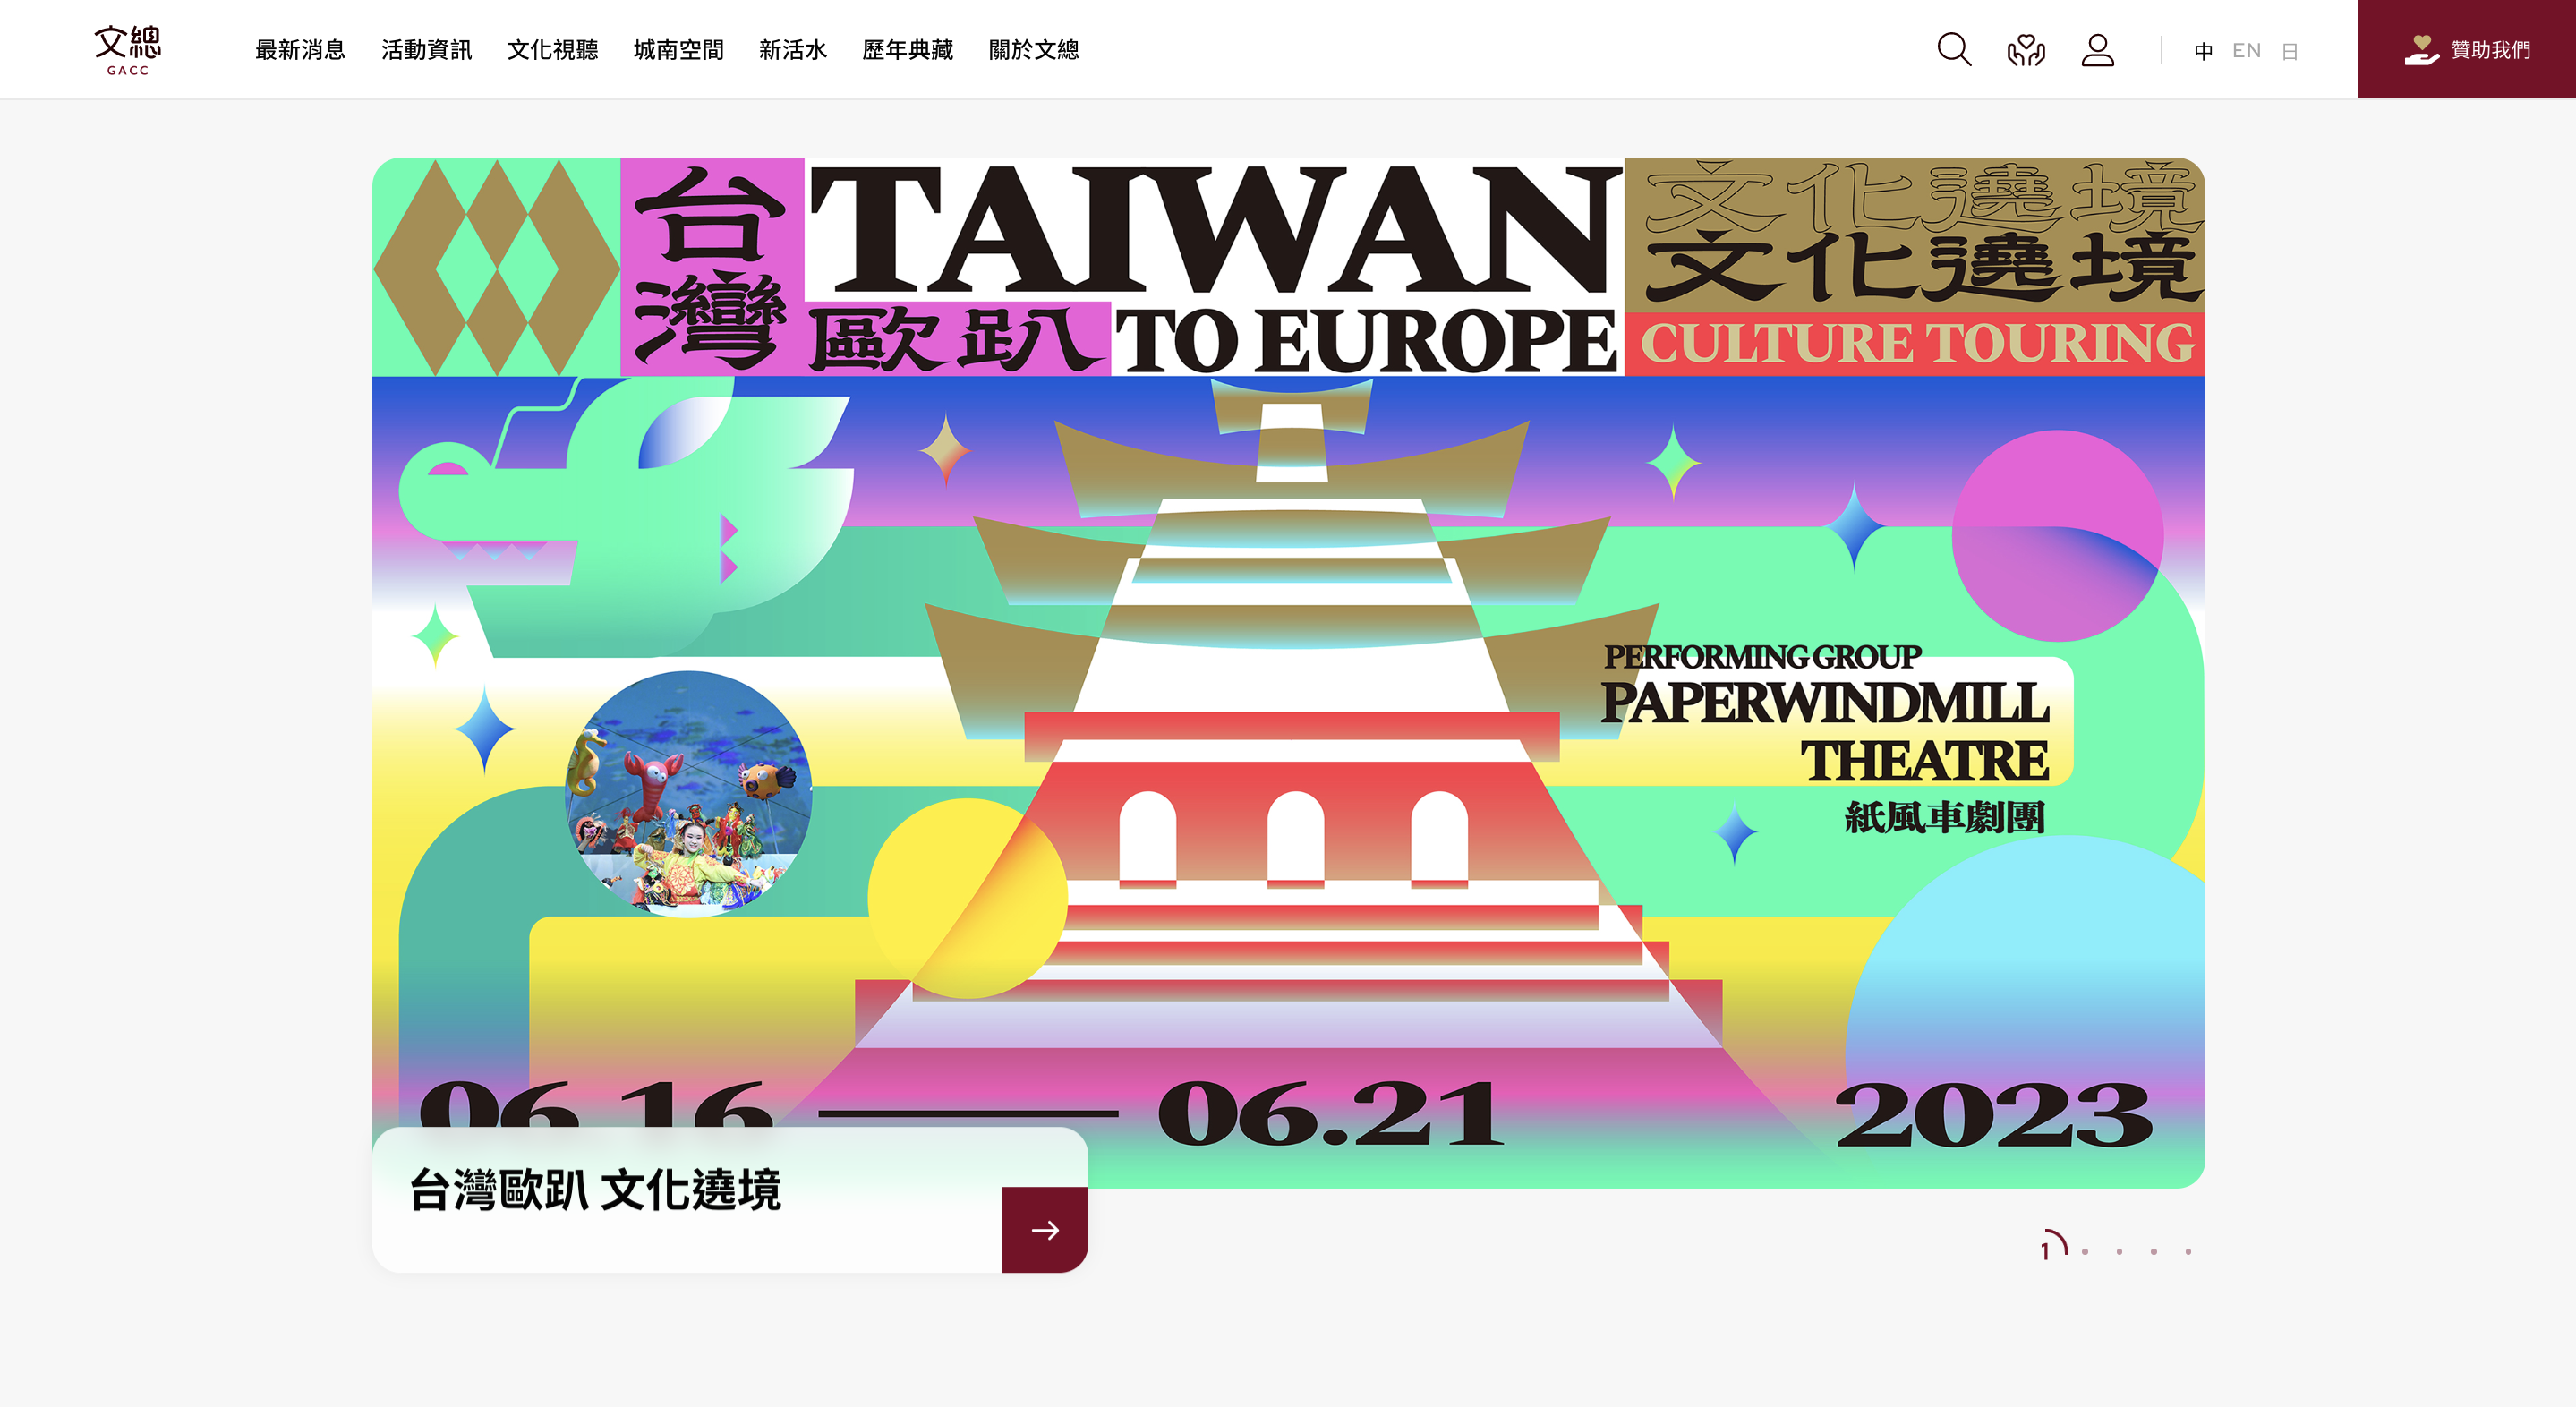 文總
GACC
最新消息 活動資訊 文化視聽 城南空間 新活水 歷年典藏 關於文總
中 EN 日
贊助我們
台灣
TAIWAN
歐趴
TO EUROPE
文化遶境
文化遶境
CULTURE TOURING
PERFORMING GROUP
PAPERWINDMILL
THEATRE
紙風車劇團
06.16 — 06.21 2023
台灣歐趴 文化遶境
1